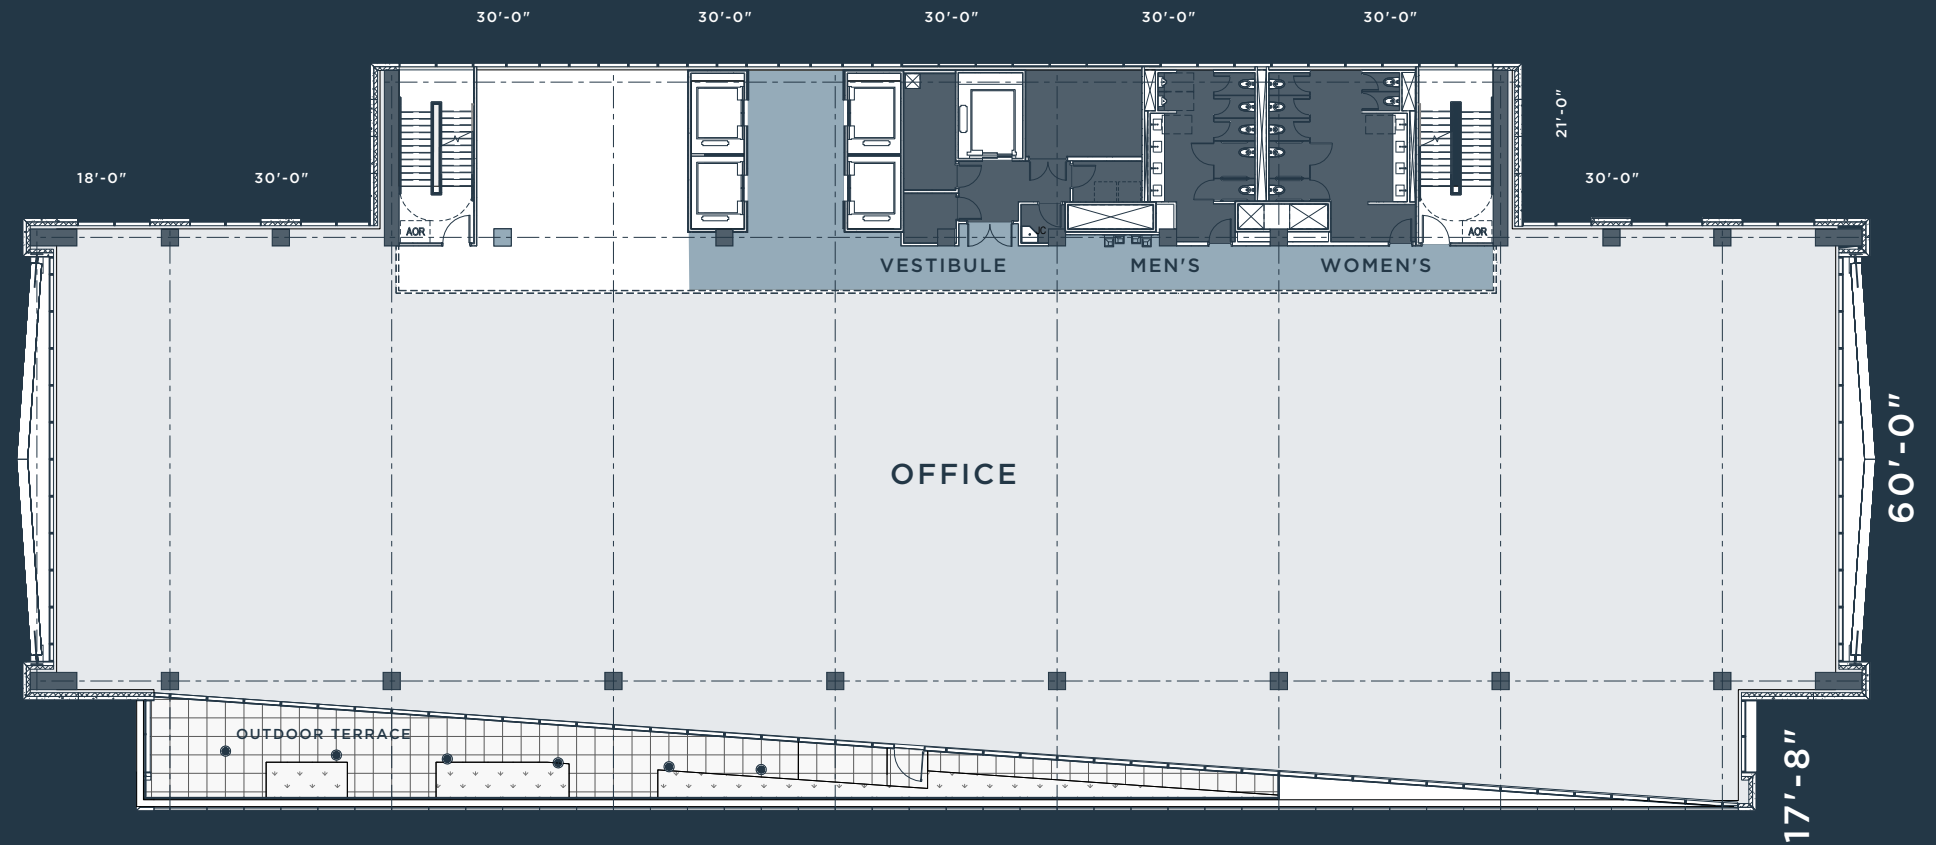 30'-0" 30'-0" 30'-0" 30'-0" 30'-0"
21'-0"
18'-0" 30'-0" 30'-0"
AOR JC AOR
VESTIBULE MEN'S WOMEN'S
OFFICE
60'-0"
OUTDOOR TERRACE
17'-8"